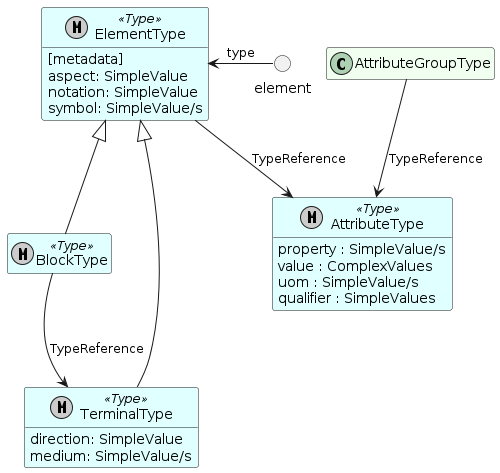 M
«Type»
ElementType
[metadata]
aspect: SimpleValue
notation: SimpleValue
symbol: SimpleValue/s
type
element
C
AttributeGroupType
TypeReference
TypeReference
M
«Type»
AttributeType
property : SimpleValue/s
value : ComplexValues
uom : SimpleValue/s
qualifier : SimpleValues
M
«Type»
BlockType
TypeReference
M
«Type»
TerminalType
direction: SimpleValue
medium: SimpleValue/s